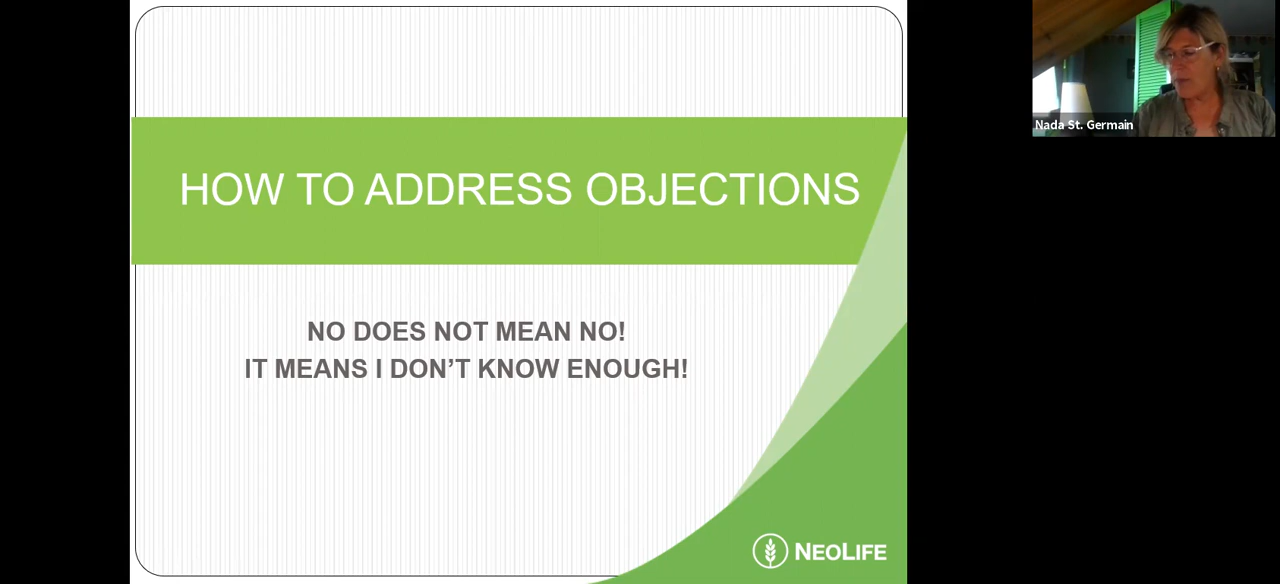 HOW TO ADDRESS OBJECTIONS
NO DOES NOT MEAN NO!
IT MEANS I DON’T KNOW ENOUGH!
NEOLIFE
Nada St. Germain